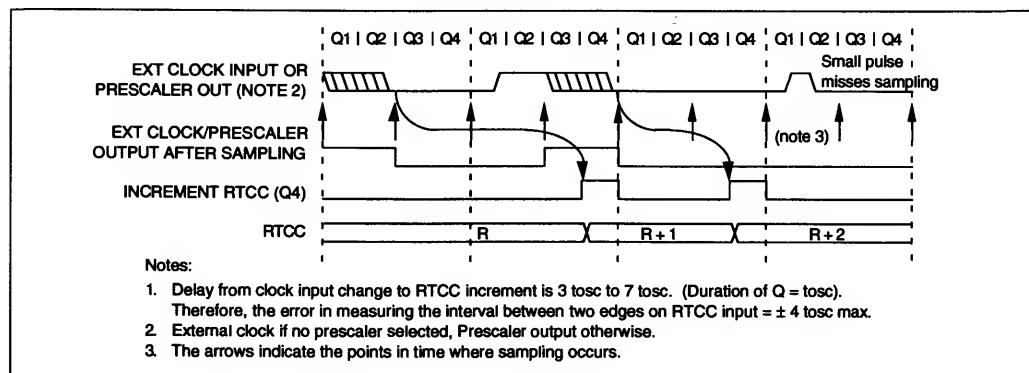 Q1 | Q2 | Q3 | Q4 | Q1 | Q2 | Q3 | Q4 | Q1 | Q2 | Q3 | Q4 | Q1 | Q2 | Q3 | Q4
EXT CLOCK INPUT OR
PRESCALER OUT (NOTE 2)
Small pulse
misses sampling
EXT CLOCK/PRESCALER
OUTPUT AFTER SAMPLING
(note 3)
INCREMENT RTCC (Q4)
RTCC R R + 1 R + 2
Notes:
1. Delay from clock input change to RTCC increment is 3 tosc to 7 tosc. (Duration of Q = tosc).
Therefore, the error in measuring the interval between two edges on RTCC input = ± 4 tosc max.
2. External clock if no prescaler selected, Prescaler output otherwise.
3. The arrows indicate the points in time where sampling occurs.